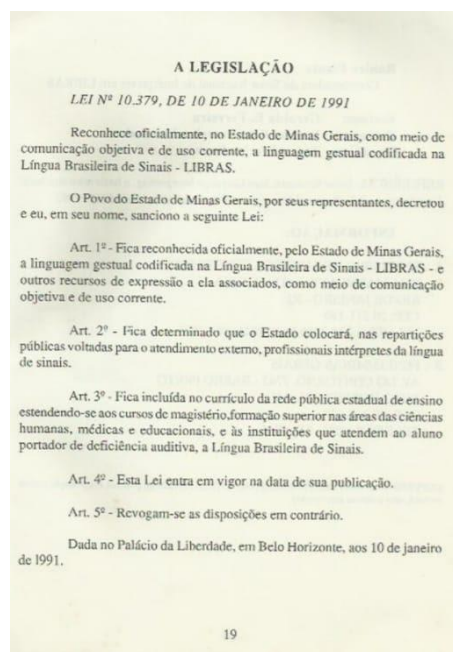 A LEGISLAÇÃO
LEI Nº 10.379, DE 10 DE JANEIRO DE 1991
Reconhece oficialmente, no Estado de Minas Gerais, como meio de
comunicação objetiva e de uso corrente, a linguagem gestual codificada na
Língua Brasileira de Sinais - LIBRAS.
O Povo do Estado de Minas Gerais, por seus representantes, decretou
e eu, em seu nome, sanciono a seguinte Lei:
Art. 1º - Fica reconhecida oficialmente, pelo Estado de Minas Gerais,
a linguagem gestual codificada na Língua Brasileira de Sinais - LIBRAS - e
outros recursos de expressão a ela associados, como meio de comunicação
objetiva e de uso corrente.
Art. 2º - Fica determinado que o Estado colocará, nas repartições
públicas voltadas para o atendimento externo, profissionais intérpretes da língua
de sinais.
Art. 3º - Fica incluída no currículo da rede pública estadual de ensino
estendendo-se aos cursos de magistério,formação superior nas áreas das ciências
humanas, médicas e educacionais, e às instituições que atendem ao aluno
portador de deficiência auditiva, a Língua Brasileira de Sinais.
Art. 4º - Esta Lei entra em vigor na data de sua publicação.
Art. 5º - Revogam-se as disposições em contrário.
Dada no Palácio da Liberdade, em Belo Horizonte, aos 10 de janeiro
de 1991.
19